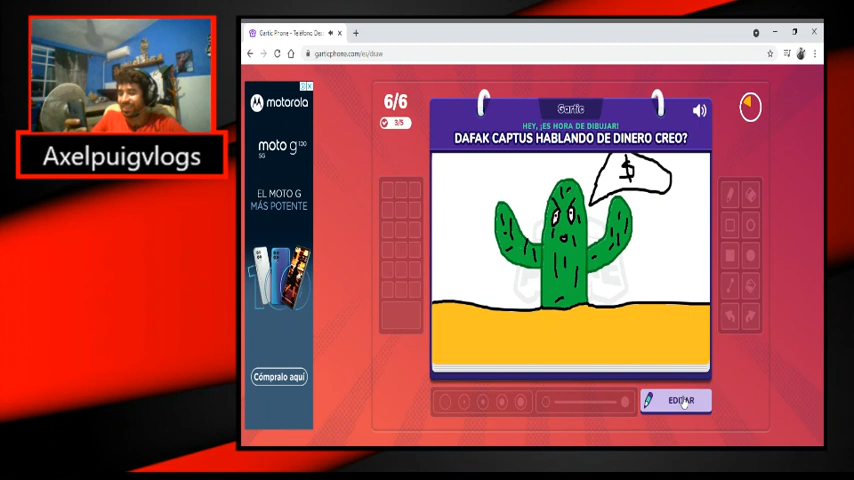 Gartic Phone - Teléfono Des
garticphone.com/es/draw
Axelpuigvlogs
motorola
moto g
5G
EL MOTO G
MÁS POTENTE
Cómpralo aquí
6/6
3/5
Gartic
HEY, ¡ES HORA DE DIBUJAR!
DAFAK CAPTUS HABLANDO DE DINERO CREO?
$
EDITAR